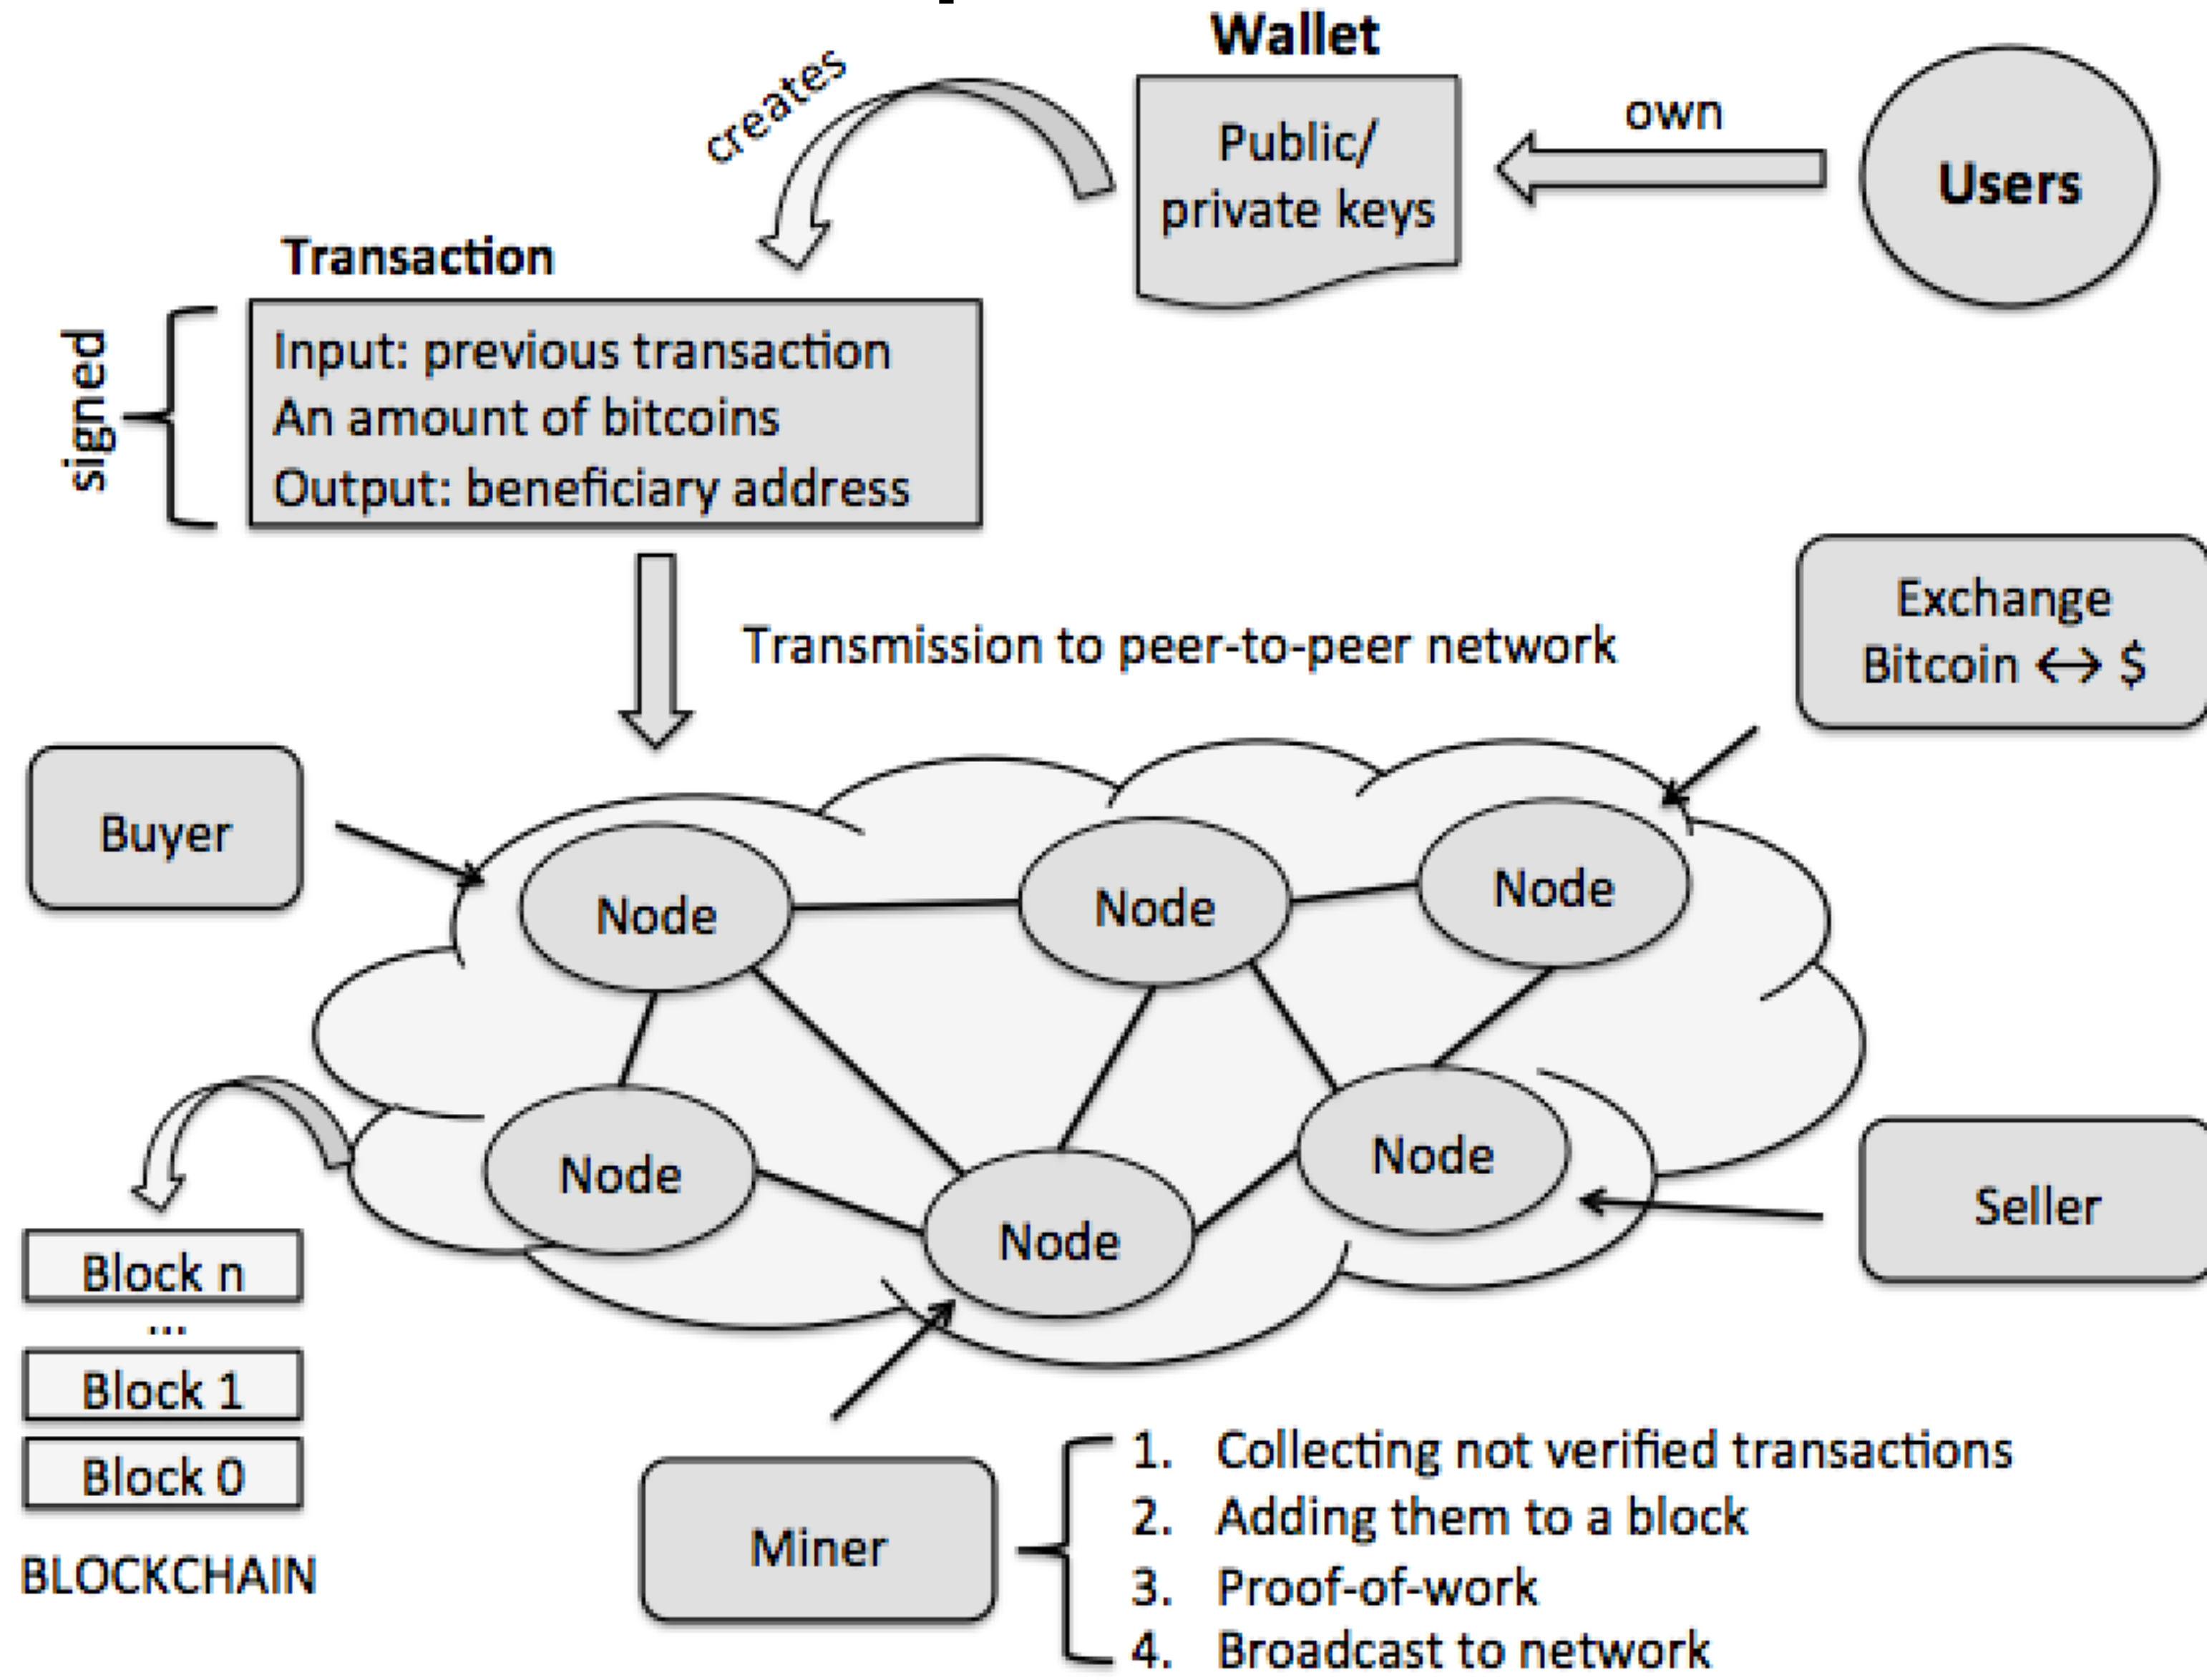 Wallet
creates
Public/
private keys
own
Users
Transaction
signed
Input: previous transaction
An amount of bitcoins
Output: beneficiary address
Exchange
Bitcoin ↔ $
Transmission to peer-to-peer network
Buyer
Node
Node
Node
Node
Node
Node
Seller
Block n
...
Block 1
Block 0
BLOCKCHAIN
Miner
1. Collecting not verified transactions
2. Adding them to a block
3. Proof-of-work
4. Broadcast to network